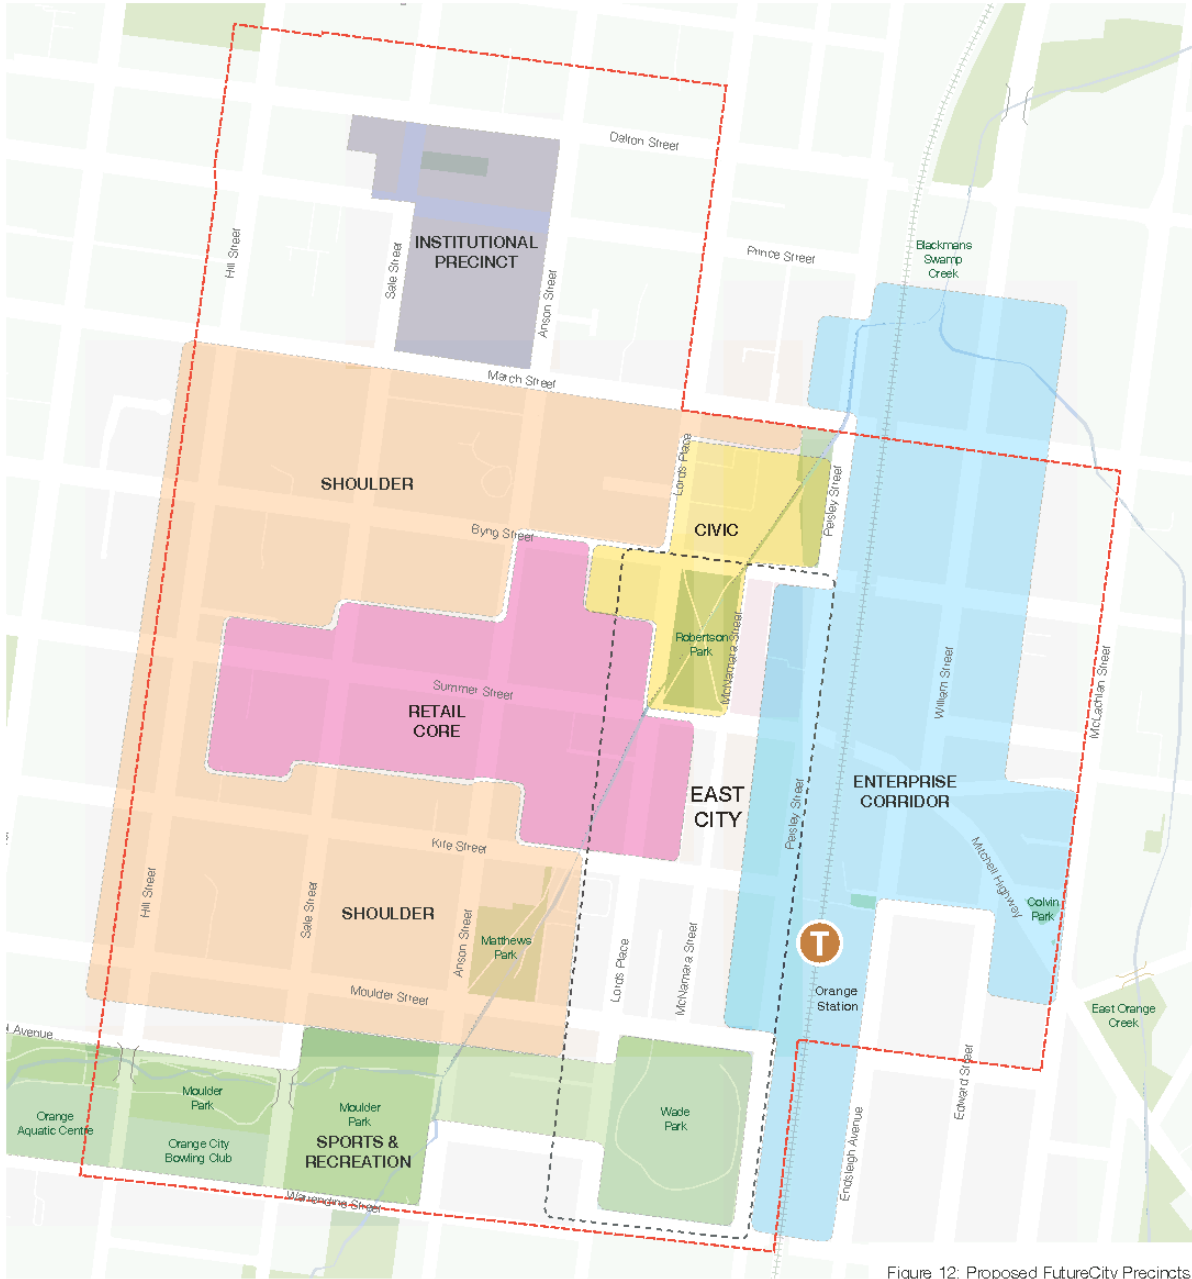 Dalton Street
INSTITUTIONAL
PRECINCT
Hill Street
Sale Street
Anson Street
Prince Street
Blackmans
Swamp
Creek
March Street
SHOULDER
Lords Place
Peisley Street
CIVIC
Byng Street
Robertson
Park
McNamara Street
Summer Street
RETAIL
CORE
William Street
McLachlan Street
EAST
CITY
ENTERPRISE
CORRIDOR
Peisley Street
Kite Street
Mitchell Highway
Hill Street
Sale Street
SHOULDER
Anson Street
Matthews
Park
Lords Place
McNamara Street
Colvin
Park
T
Orange
Station
Moulder Street
East Orange
Creek
Avenue
Moulder
Park
Orange
Aquatic Centre
Orange City
Bowling Club
Moulder
Park
SPORTS &
RECREATION
Wade
Park
Edward Street
Endsleigh Avenue
Warrendine Street
Figure 12: Proposed FutureCity Precincts